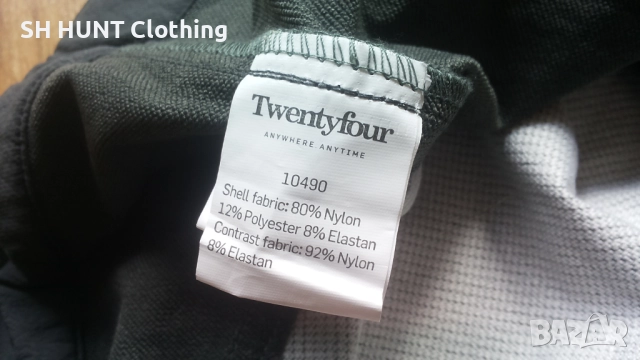 SH HUNT Clothing
Twentyfour
ANYWHERE.ANYTIME
10490
Shell fabric: 80% Nylon
12% Polyester 8% Elastan
Contrast fabric: 92% Nylon
8% Elastan
BAZAR